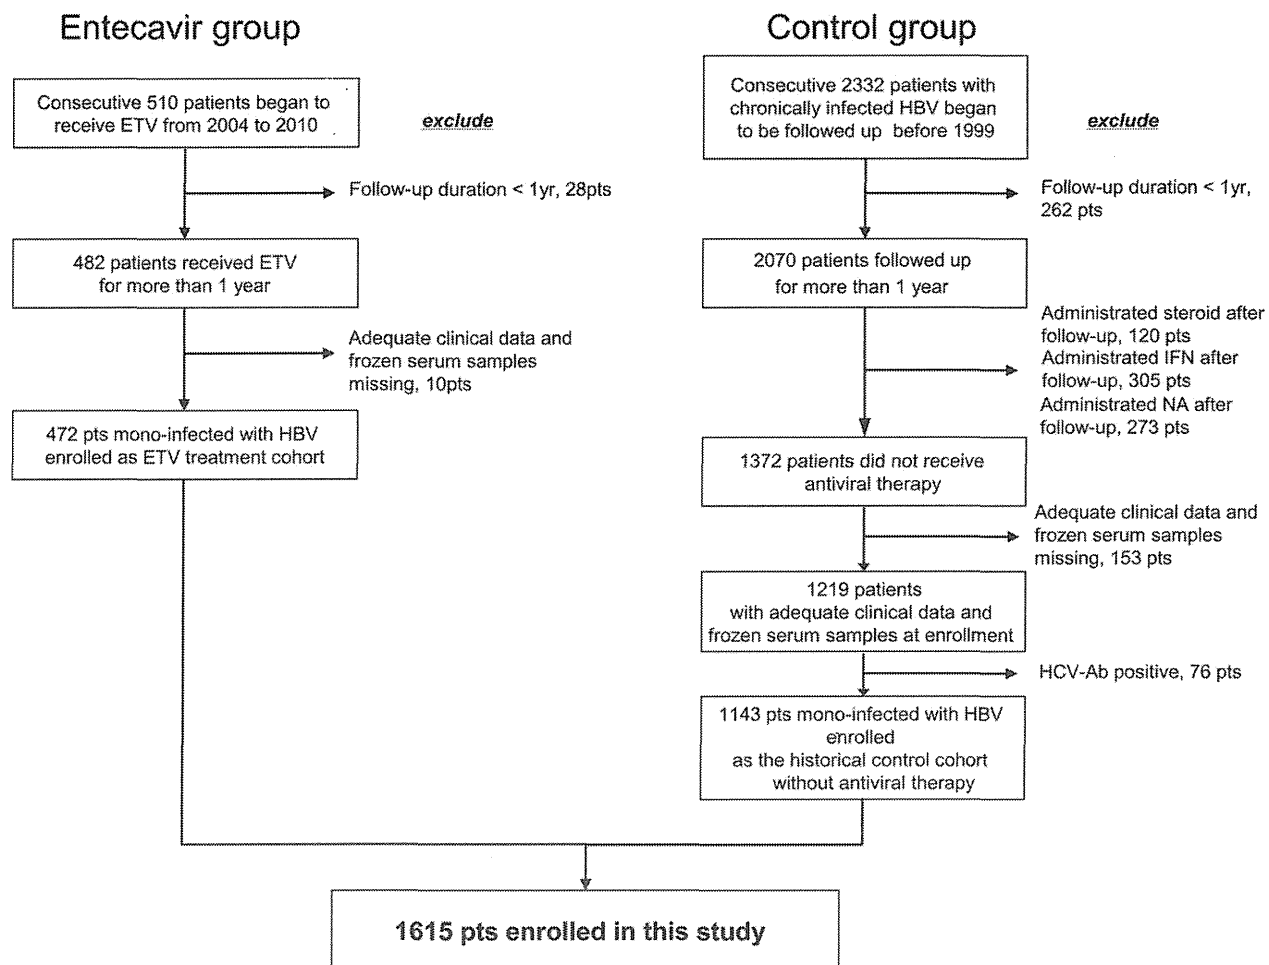 Entecavir group
Consecutive 510 patients began to
receive ETV from 2004 to 2010
exclude
Follow-up duration < 1yr, 28pts
482 patients received ETV
for more than 1 year
Adequate clinical data and
frozen serum samples
missing, 10pts
472 pts mono-infected with HBV
enrolled as ETV treatment cohort
Control group
Consecutive 2332 patients with
chronically infected HBV began
to be followed up before 1999
exclude
Follow-up duration < 1yr,
262 pts
2070 patients followed up
for more than 1 year
Administrated steroid after
follow-up, 120 pts
Administrated IFN after
follow-up, 305 pts
Administrated NA after
follow-up, 273 pts
1372 patients did not receive
antiviral therapy
Adequate clinical data and
frozen serum samples
missing, 153 pts
1219 patients
with adequate clinical data and
frozen serum samples at enrollment
HCV-Ab positive, 76 pts
1143 pts mono-infected with HBV
enrolled
as the historical control cohort
without antiviral therapy
1615 pts enrolled in this study